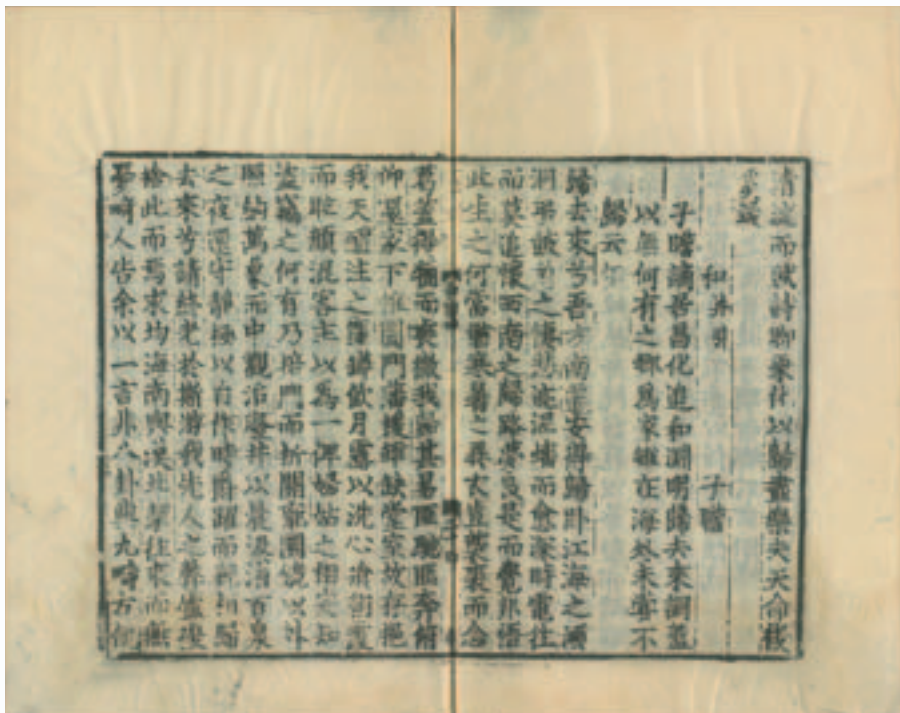 清流而賦詩聊乘化以歸盡樂夫天命復
奚疑
和并引 子瞻
子瞻謫居昌化追和淵明歸去來詞蓋
以無何有之鄉為家雖在海外未嘗不
歸云爾
歸去來兮吾方南遷安得歸臥江海之澒
洞弔鼓角之悽悲迹泥蟠而愈深時電往
而莫追懷西南之歸路夢良是而覺非悟
此生之何常猶寒暑之異衣豈襲裘而念
葛蓋得觕而喪微我歸甚易匪馳匪奔俯
仰還家下帷闔門藩援雖缺堂室故存挹
我天醴注之窪罇飲月露以洗心飡朝霞
而眩顏混客主以為一俾婦姑之相安知
盜竊之何有乃掊門而折關廓圜鏡以外
照納萬象而中觀治廢井以晨汲滃百泉
之夜還守靜極以自作時爵躍而鯢桓歸
去來兮請終老於斯游我先人之弊廬復
捨此而焉求均海南與漠北挈往來而無
憂畸人告余以一言非八卦與九疇方飢